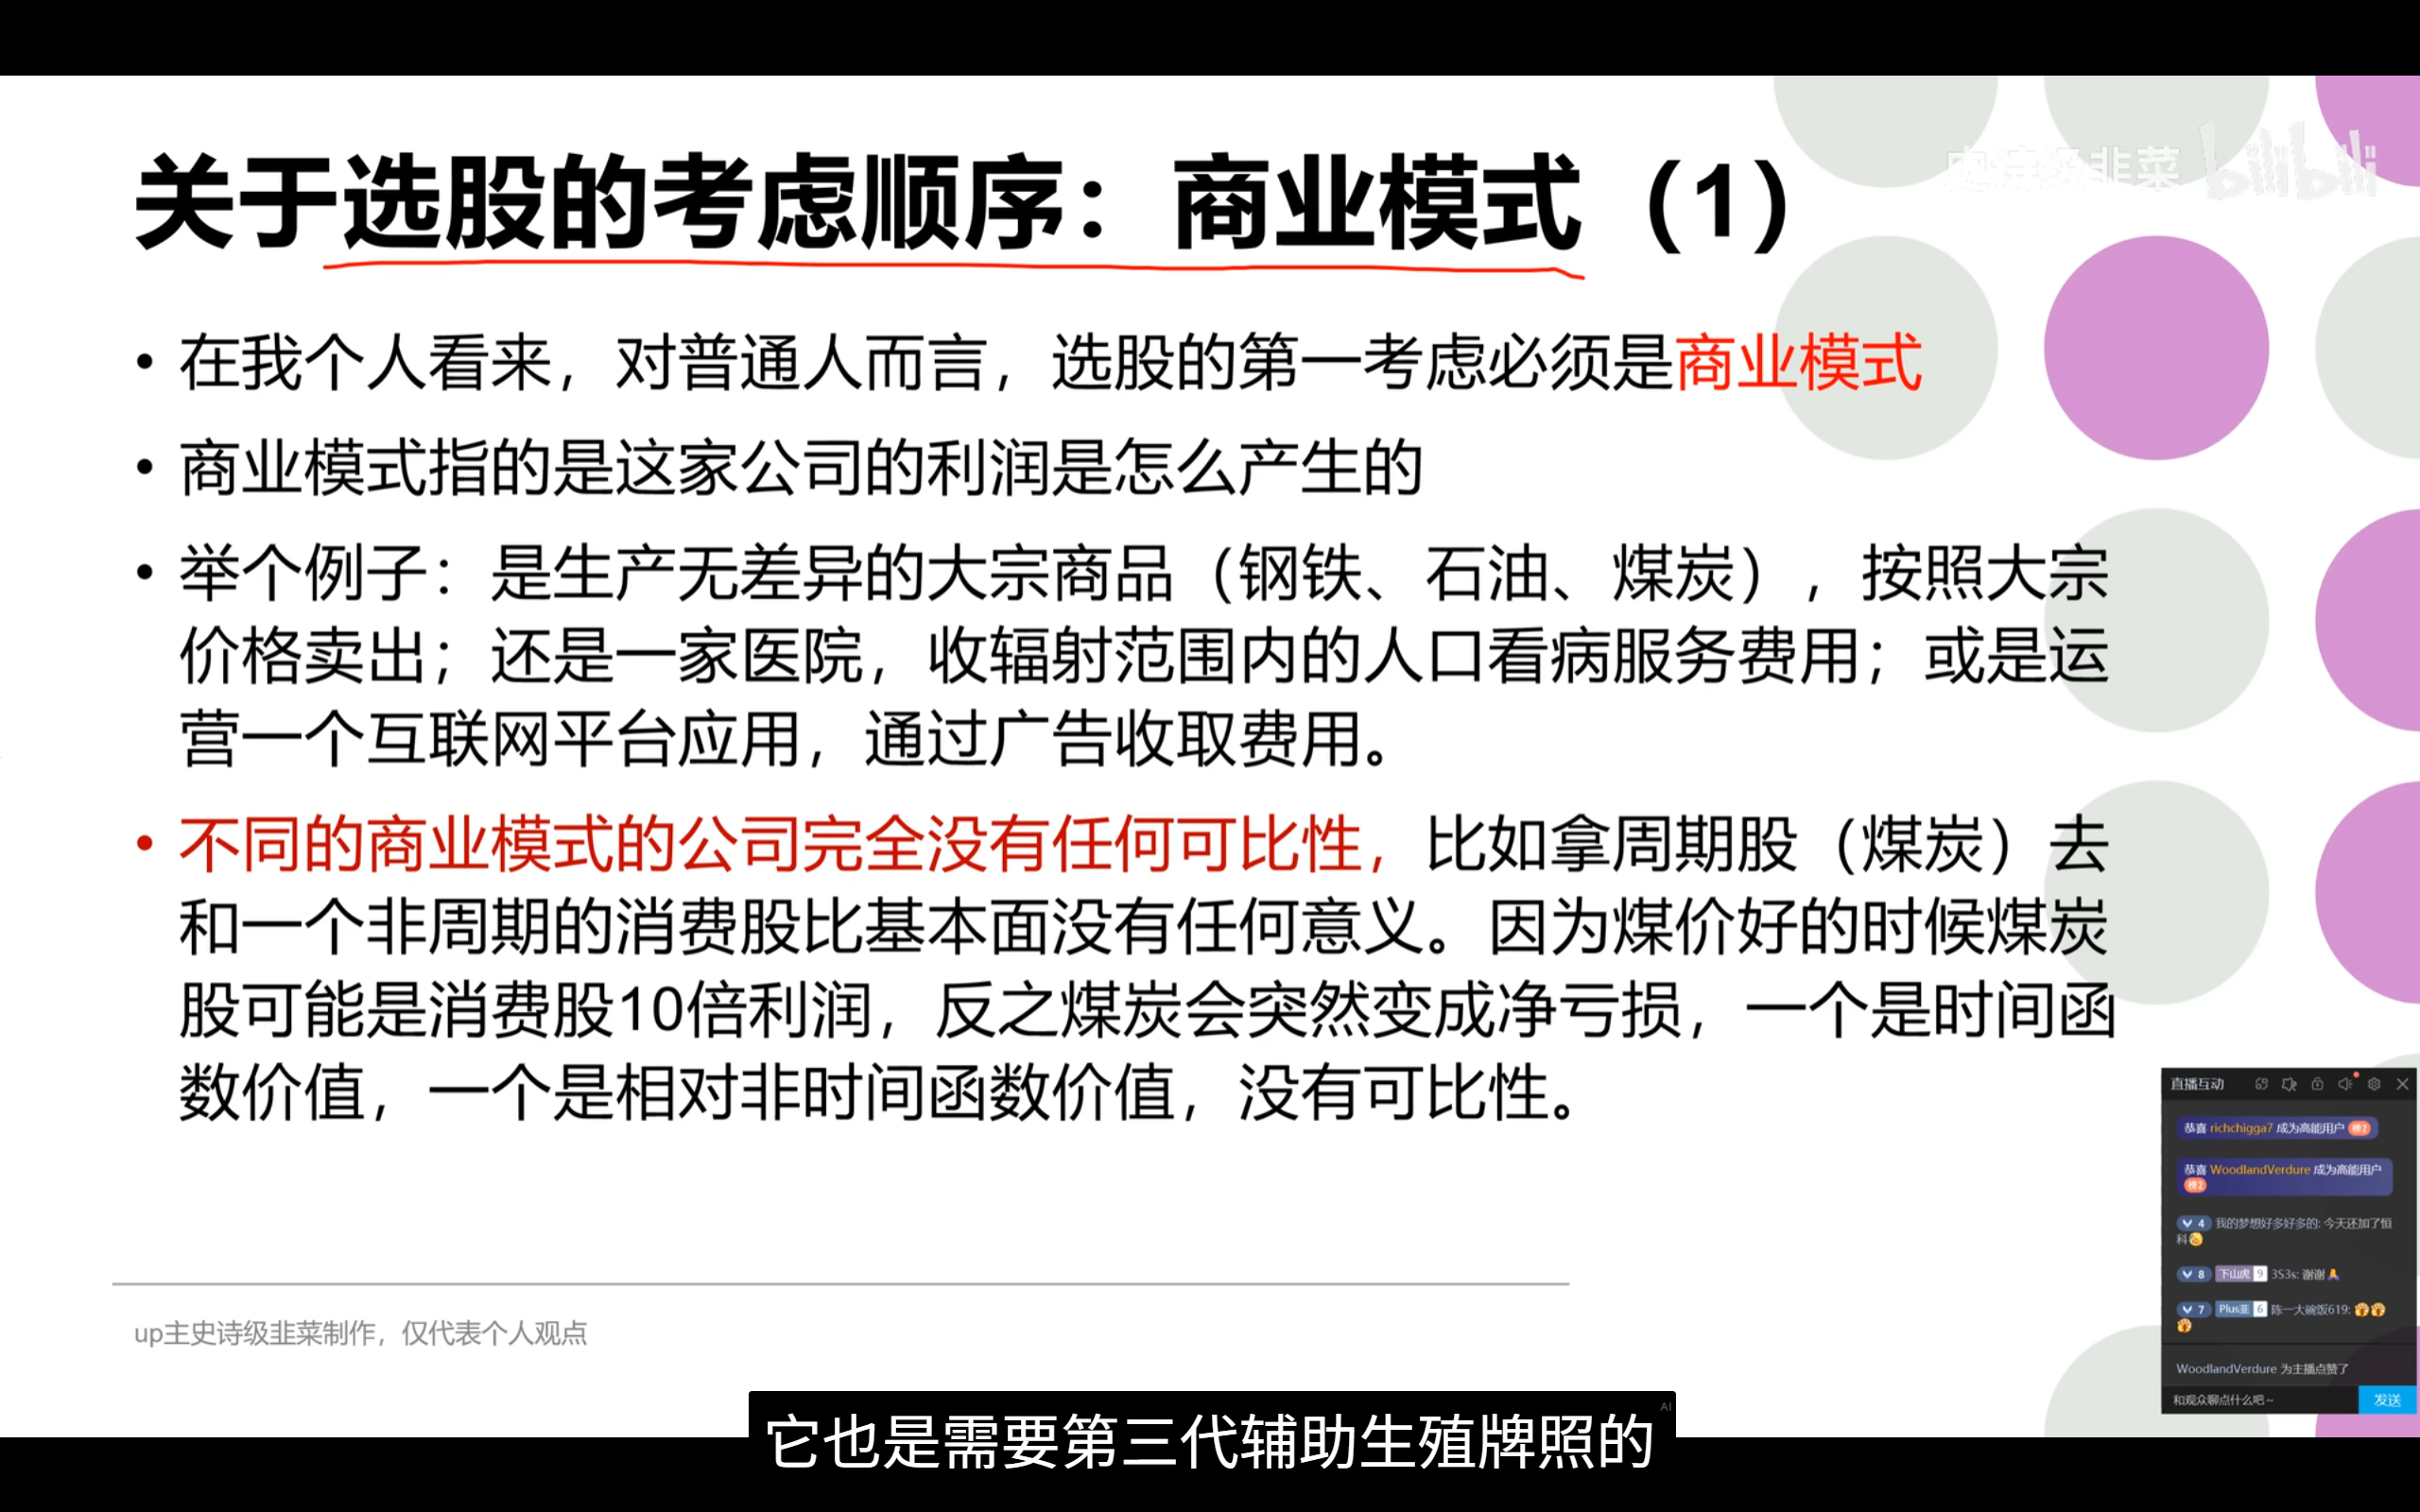 关于选股的考虑顺序：商业模式（1）
史诗级韭菜 bilibili
• 在我个人看来，对普通人而言，选股的第一考虑必须是商业模式
• 商业模式指的是这家公司的利润是怎么产生的
• 举个例子：是生产无差异的大宗商品（钢铁、石油、煤炭），按照大宗
价格卖出；还是一家医院，收辐射范围内的人口看病服务费用；或是运
营一个互联网平台应用，通过广告收取费用。
• 不同的商业模式的公司完全没有任何可比性，比如拿周期股（煤炭）去
和一个非周期的消费股比基本面没有任何意义。因为煤价好的时候煤炭
股可能是消费股10倍利润，反之煤炭会突然变成净亏损，一个是时间函
数价值，一个是相对非时间函数价值，没有可比性。
直播互动
恭喜 richchigga7 成为高能用户 榜2
恭喜 WoodlandVerdure 成为高能用户
榜2
4 我的梦想好多好多的: 今天还加了恒
科
8 下山虎 9 3S3s: 谢谢
7 Plus韭 6 陈一大碗饭619:
WoodlandVerdure 为主播点赞了
和观众聊点什么吧~ 发送
up主史诗级韭菜制作，仅代表个人观点
AI
它也是需要第三代辅助生殖牌照的